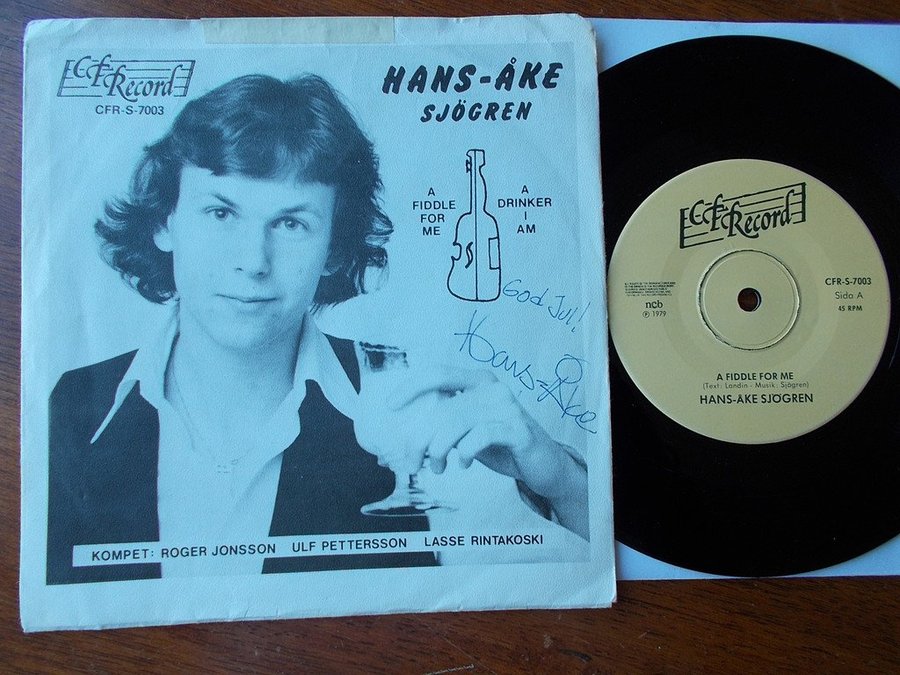 CF Record
CFR-S-7003
HANS-ÅKE
SJÖGREN
A
FIDDLE
FOR
ME
A
DRINKER
I
AM
God Jul!
Hans-Åke
KOMPET: ROGER JONSSON ULF PETTERSSON LASSE RINTAKOSKI
CF Record
CFR-S-7003
Sida A
45 RPM
ncb
℗ 1979
A FIDDLE FOR ME
(Text: Landin - Musik: Sjögren)
HANS-ÅKE SJÖGREN